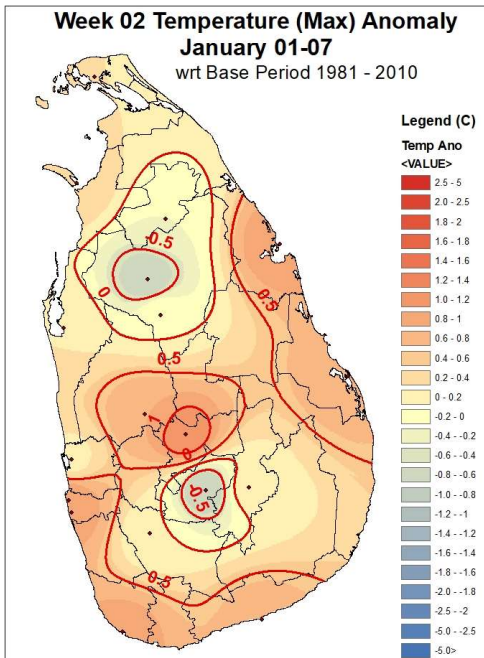 Week 02 Temperature (Max) Anomaly
January 01-07
wrt Base Period 1981 - 2010
Legend (C)
Temp Ano
<VALUE>
2.5 - 5
2.0 - 2.5
1.8 - 2
1.6 - 1.8
1.4 - 1.6
1.2 - 1.4
1.0 - 1.2
0.8 - 1
0.6 - 0.8
0.4 - 0.6
0.2 - 0.4
0 - 0.2
-0.2 - 0
-0.4 - -0.2
-0.6 - -0.4
-0.8 - -0.6
-1.0 - -0.8
-1.2 - -1
-1.4 - -1.2
-1.6 - -1.4
-1.8 - -1.6
-2.0 - -1.8
-2.5 - -2
-5.0 - -2.5
-5.0>
-0.5
0
0.5
0.5
1
0
-0.5
0.5